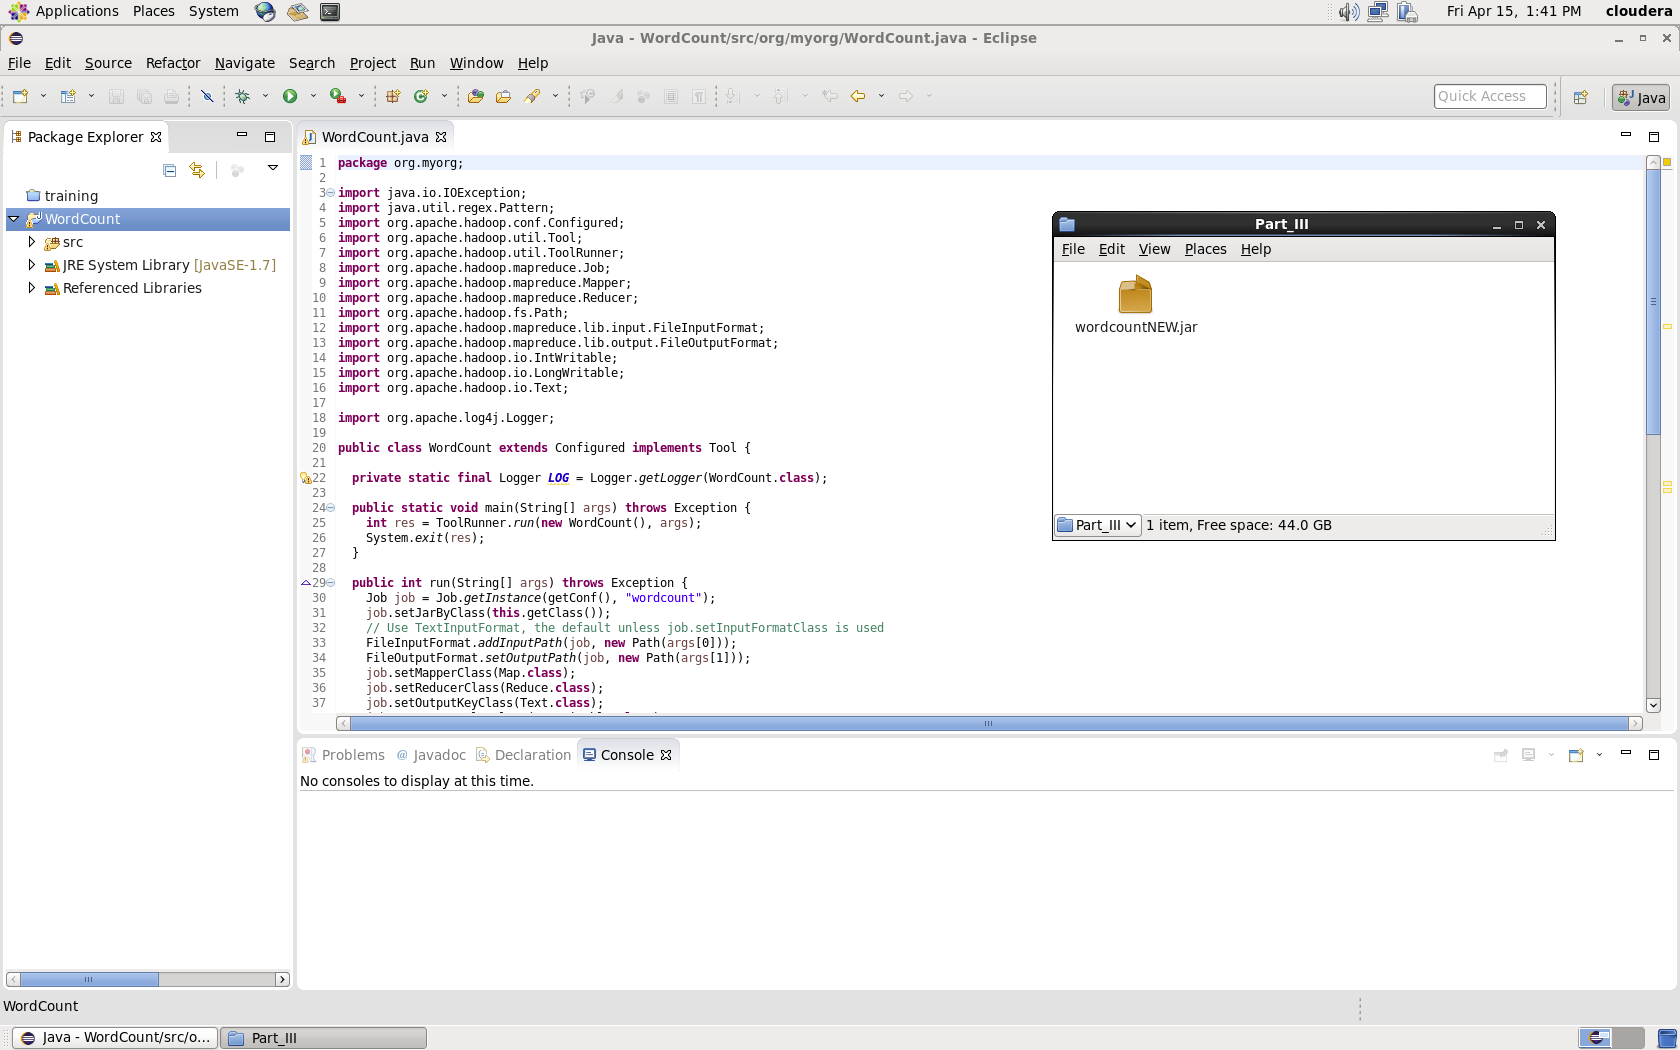 Applications Places System Fri Apr 15, 1:41 PM cloudera
Java - WordCount/src/org/myorg/WordCount.java - Eclipse
File Edit Source Refactor Navigate Search Project Run Window Help
Quick Access Java
Package Explorer
training
WordCount
src
JRE System Library [JavaSE-1.7]
Referenced Libraries
WordCount.java
1 package org.myorg;
2
3 import java.io.IOException;
4 import java.util.regex.Pattern;
5 import org.apache.hadoop.conf.Configured;
6 import org.apache.hadoop.util.Tool;
7 import org.apache.hadoop.util.ToolRunner;
8 import org.apache.hadoop.mapreduce.Job;
9 import org.apache.hadoop.mapreduce.Mapper;
10 import org.apache.hadoop.mapreduce.Reducer;
11 import org.apache.hadoop.fs.Path;
12 import org.apache.hadoop.mapreduce.lib.input.FileInputFormat;
13 import org.apache.hadoop.mapreduce.lib.output.FileOutputFormat;
14 import org.apache.hadoop.io.IntWritable;
15 import org.apache.hadoop.io.LongWritable;
16 import org.apache.hadoop.io.Text;
17
18 import org.apache.log4j.Logger;
19
20 public class WordCount extends Configured implements Tool {
21
22 private static final Logger LOG = Logger.getLogger(WordCount.class);
23
24 public static void main(String[] args) throws Exception {
25 int res = ToolRunner.run(new WordCount(), args);
26 System.exit(res);
27 }
28
29 public int run(String[] args) throws Exception {
30 Job job = Job.getInstance(getConf(), "wordcount");
31 job.setJarByClass(this.getClass());
32 // Use TextInputFormat, the default unless job.setInputFormatClass is used
33 FileInputFormat.addInputPath(job, new Path(args[0]));
34 FileOutputFormat.setOutputPath(job, new Path(args[1]));
35 job.setMapperClass(Map.class);
36 job.setReducerClass(Reduce.class);
37 job.setOutputKeyClass(Text.class);
Part_III
File Edit View Places Help
wordcountNEW.jar
Part_III 1 item, Free space: 44.0 GB
Problems @ Javadoc Declaration Console
No consoles to display at this time.
WordCount
Java - WordCount/src/o... Part_III